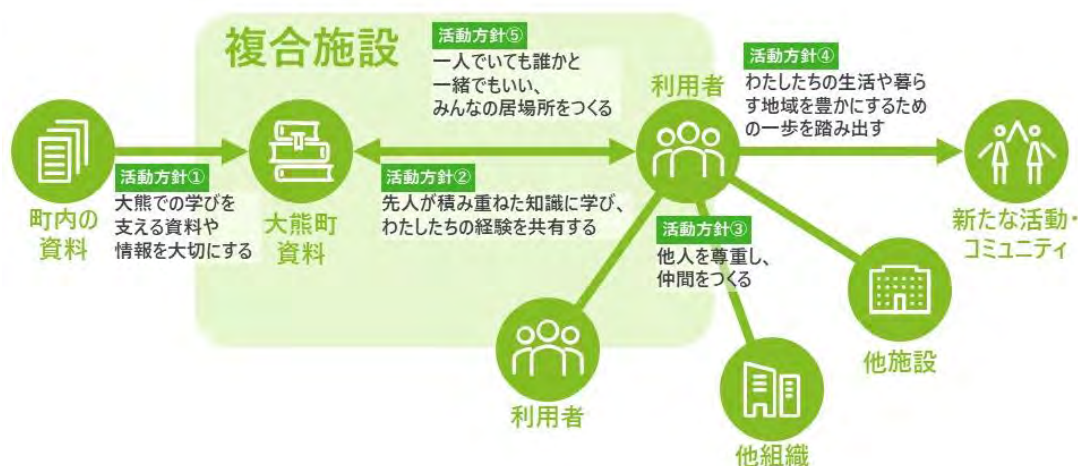 複合施設
活動方針⑤
一人でいても誰かと
一緒でもいい、
みんなの居場所をつくる
利用者
活動方針④
わたしたちの生活や暮ら
す地域を豊かにするため
の一歩を踏み出す
活動方針①
大熊での学びを
支える資料や
情報を大切にする
町内の
資料
大熊町
資料
活動方針②
先人が積み重ねた知識に学び、
わたしたちの経験を共有する
活動方針③
他人を尊重し、
仲間をつくる
新たな活動・
コミュニティ
利用者
他組織
他施設